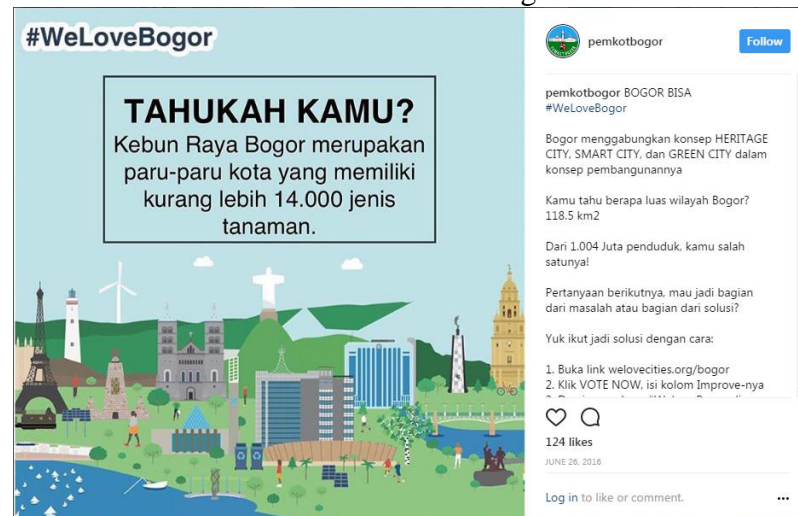 #WeLoveBogor
TAHUKAH KAMU?
Kebun Raya Bogor merupakan
paru-paru kota yang memiliki
kurang lebih 14.000 jenis
tanaman.
pemkotbogor
Follow
pemkotbogor BOGOR BISA
#WeLoveBogor
Bogor menggabungkan konsep HERITAGE
CITY, SMART CITY, dan GREEN CITY dalam
konsep pembangunannya
Kamu tahu berapa luas wilayah Bogor?
118.5 km2
Dari 1.004 Juta penduduk, kamu salah
satunya!
Pertanyaan berikutnya, mau jadi bagian
dari masalah atau bagian dari solusi?
Yuk ikut jadi solusi dengan cara:
1. Buka link welovecities.org/bogor
2. Klik VOTE NOW, isi kolom Improve-nya
124 likes
JUNE 26, 2016
Log in to like or comment.